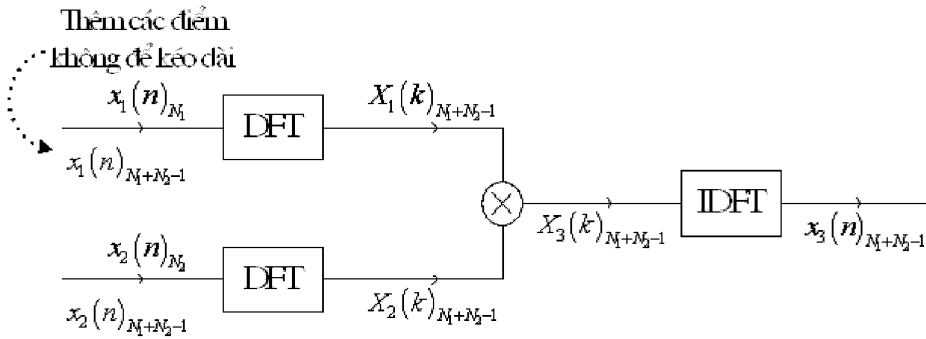 Thêm các điểm
không để kéo dài
x₁(n)_{N₁}
DFT
X₁(k)_{N₁+N₂−1}
x₁(n)_{N₁+N₂−1}
X₃(k)_{N₁+N₂−1}
IDFT
x₃(n)_{N₁+N₂−1}
x₂(n)_{N₂}
DFT
X₂(k)_{N₁+N₂−1}
x₂(n)_{N₁+N₂−1}